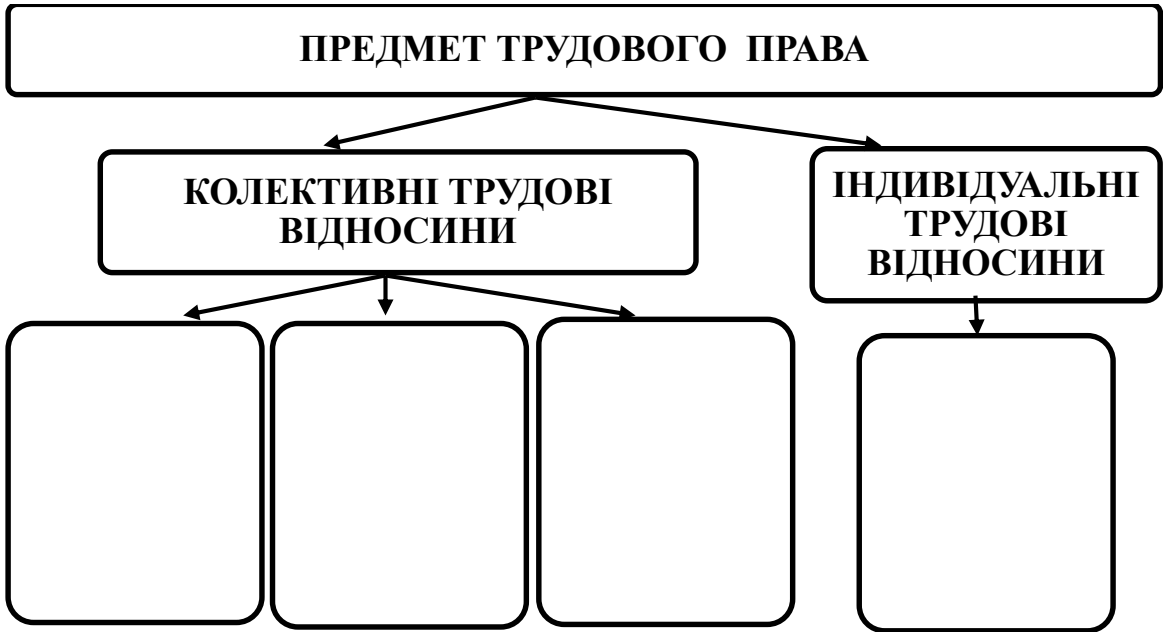 ПРЕДМЕТ ТРУДОВОГО ПРАВА
КОЛЕКТИВНІ ТРУДОВІ
ВІДНОСИНИ
ІНДИВІДУАЛЬНІ
ТРУДОВІ
ВІДНОСИНИ